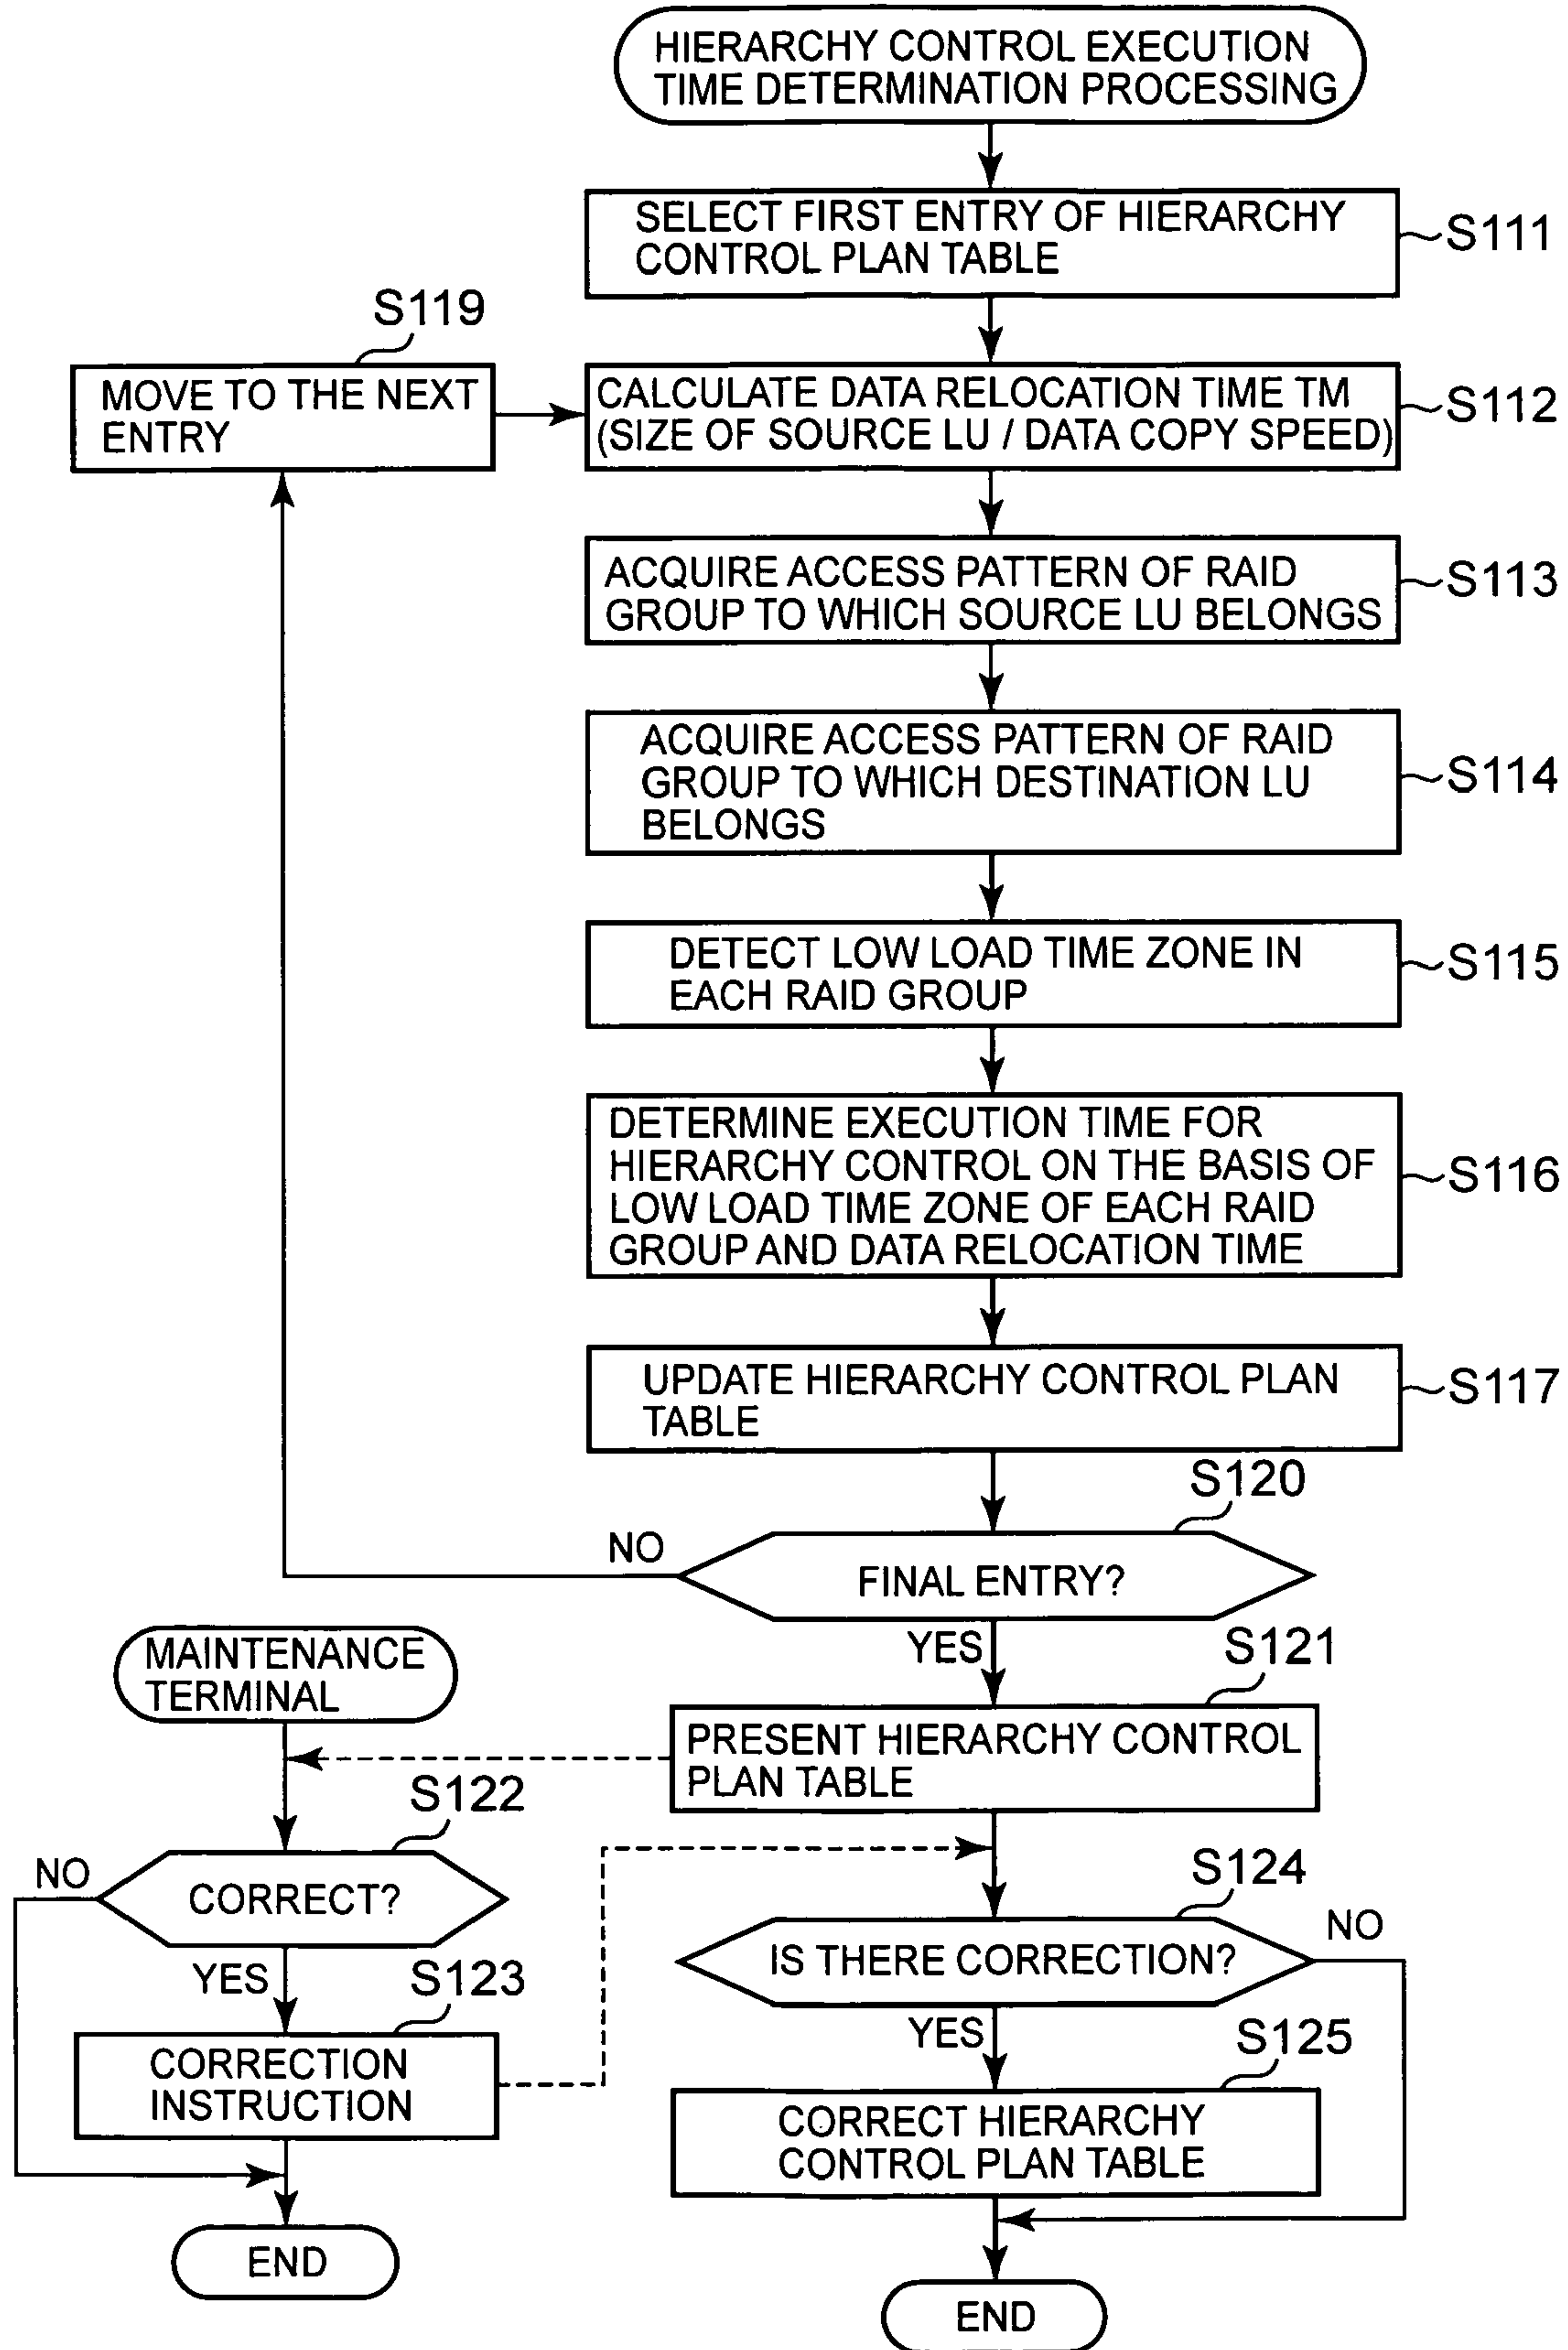 HIERARCHY CONTROL EXECUTION
TIME DETERMINATION PROCESSING
SELECT FIRST ENTRY OF HIERARCHY
CONTROL PLAN TABLE
S111
S119
MOVE TO THE NEXT
ENTRY
CALCULATE DATA RELOCATION TIME TM
(SIZE OF SOURCE LU / DATA COPY SPEED)
S112
ACQUIRE ACCESS PATTERN OF RAID
GROUP TO WHICH SOURCE LU BELONGS
S113
ACQUIRE ACCESS PATTERN OF RAID
GROUP TO WHICH DESTINATION LU
BELONGS
S114
DETECT LOW LOAD TIME ZONE IN
EACH RAID GROUP
S115
DETERMINE EXECUTION TIME FOR
HIERARCHY CONTROL ON THE BASIS OF
LOW LOAD TIME ZONE OF EACH RAID
GROUP AND DATA RELOCATION TIME
S116
UPDATE HIERARCHY CONTROL PLAN
TABLE
S117
S120
NO
FINAL ENTRY?
YES
S121
MAINTENANCE
TERMINAL
PRESENT HIERARCHY CONTROL
PLAN TABLE
S122
NO
CORRECT?
YES
S123
CORRECTION
INSTRUCTION
END
S124
NO
IS THERE CORRECTION?
YES
S125
CORRECT HIERARCHY
CONTROL PLAN TABLE
END